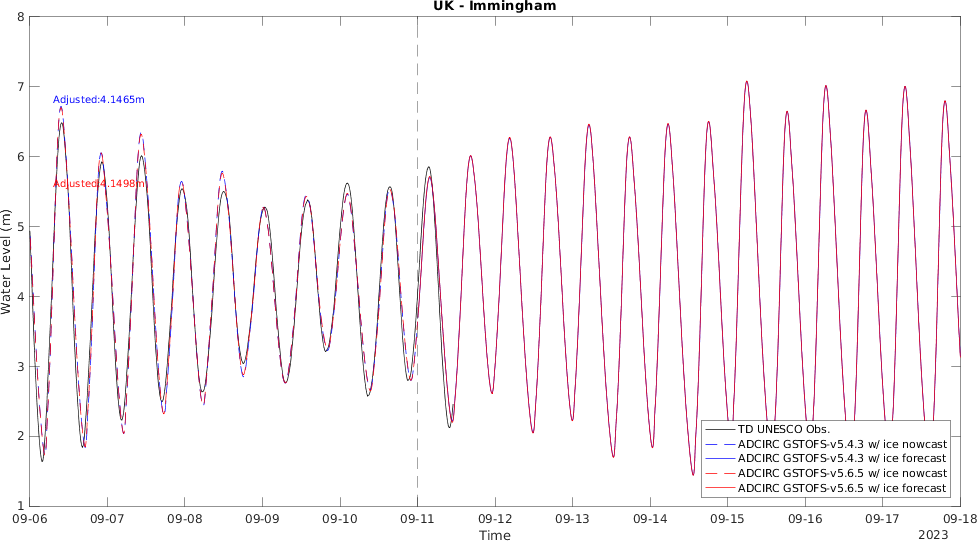 UK - Immingham
8
7
6
5
4
3
2
1
Water Level (m)
Adjusted:4.1465m
Adjusted:4.1498m
TD UNESCO Obs.
ADCIRC GSTOFS-v5.4.3 w/ ice nowcast
ADCIRC GSTOFS-v5.4.3 w/ ice forecast
ADCIRC GSTOFS-v5.6.5 w/ ice nowcast
ADCIRC GSTOFS-v5.6.5 w/ ice forecast
09-06 09-07 09-08 09-09 09-10 09-11 09-12 09-13 09-14 09-15 09-16 09-17 09-18
Time
2023